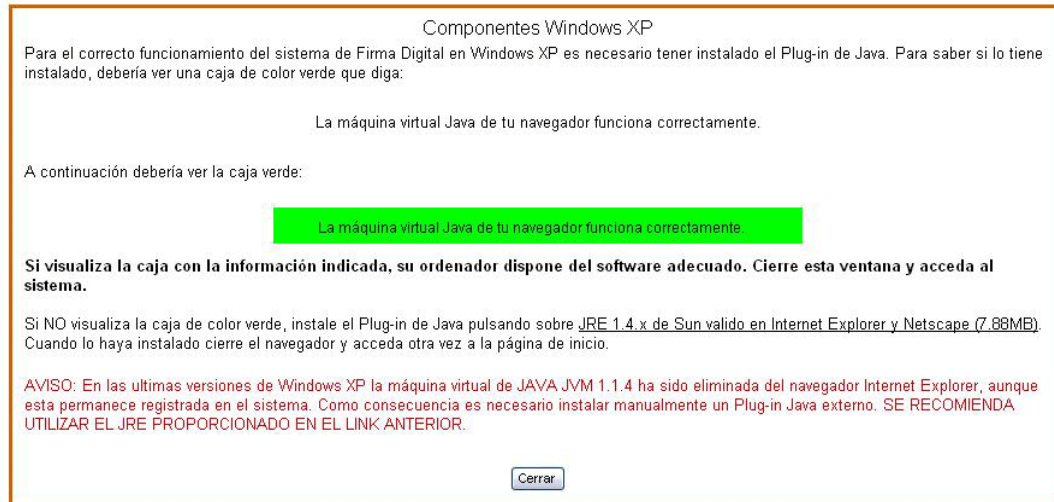 Componentes Windows XP
Para el correcto funcionamiento del sistema de Firma Digital en Windows XP es necesario tener instalado el Plug-in de Java. Para saber si lo tiene
instalado, debería ver una caja de color verde que diga:
La máquina virtual Java de tu navegador funciona correctamente.
A continuación debería ver la caja verde:
La máquina virtual Java de tu navegador funciona correctamente.
Si visualiza la caja con la información indicada, su ordenador dispone del software adecuado. Cierre esta ventana y acceda al
sistema.
Si NO visualiza la caja de color verde, instale el Plug-in de Java pulsando sobre JRE 1.4.x de Sun valido en Internet Explorer y Netscape (7.88MB).
Cuando lo haya instalado cierre el navegador y acceda otra vez a la página de inicio.
AVISO: En las ultimas versiones de Windows XP la máquina virtual de JAVA JVM 1.1.4 ha sido eliminada del navegador Internet Explorer, aunque
esta permanece registrada en el sistema. Como consecuencia es necesario instalar manualmente un Plug-in Java externo. SE RECOMIENDA
UTILIZAR EL JRE PROPORCIONADO EN EL LINK ANTERIOR.
Cerrar